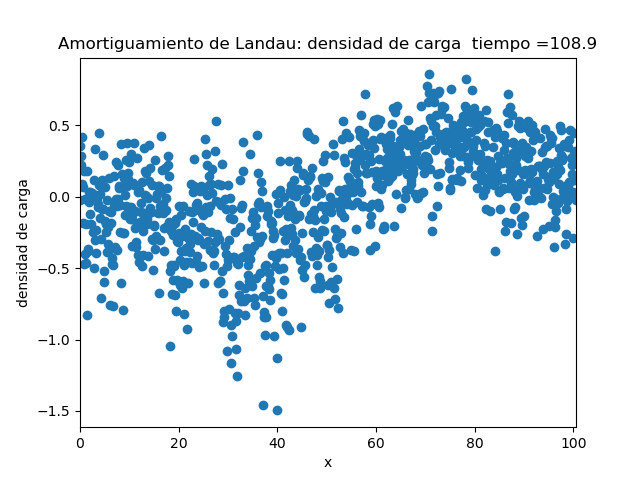 Amortiguamiento de Landau: densidad de carga  tiempo =108.9
densidad de carga
0.5
0.0
−0.5
−1.0
−1.5
0 20 40 60 80 100
x